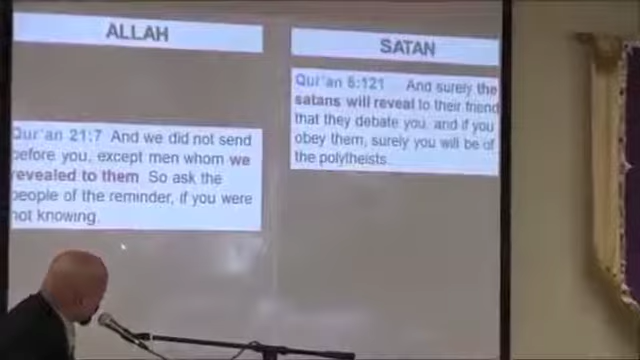 ALLAH
Qur'an 21:7 And we did not send
before you, except men whom we
revealed to them So ask the
people of the reminder, if you were
not knowing.
SATAN
Qur'an 6:121 And surely the
satans will reveal to their friend
that they debate you, and if you
obey them, surely you will be of
the polytheists.